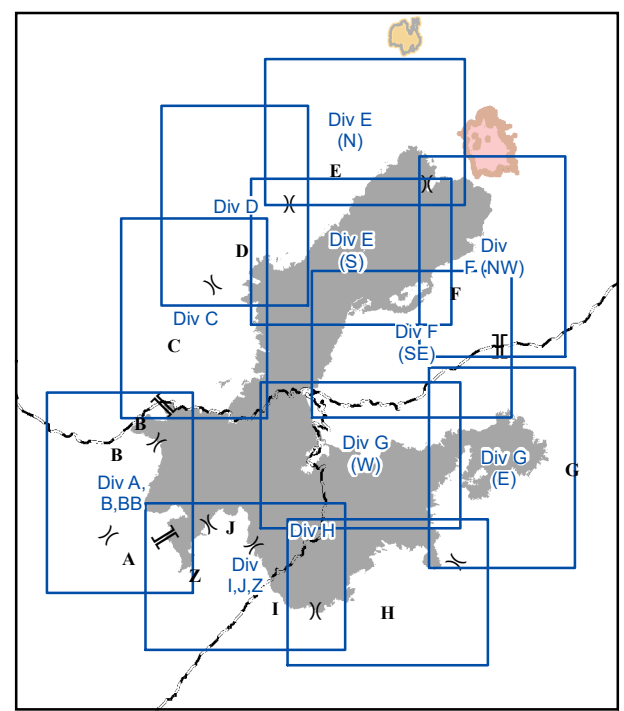 Div E
(N)
E
Div D
Div E
(S)
D
Div
F (NW)
F
Div C
Div F
(SE)
C
B
B
Div G
(W)
Div G
(E)
G
Div A,
B,BB
J
Div H
A
Z
Div
I,J,Z
I
H